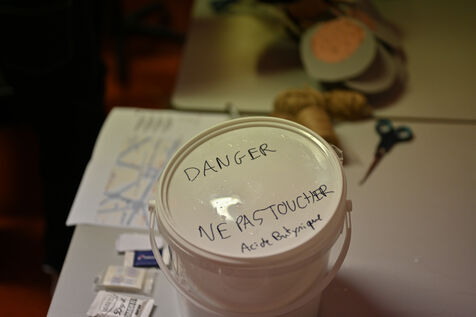 DANGER
NE PAS TOUCHER
Acide Butyrique